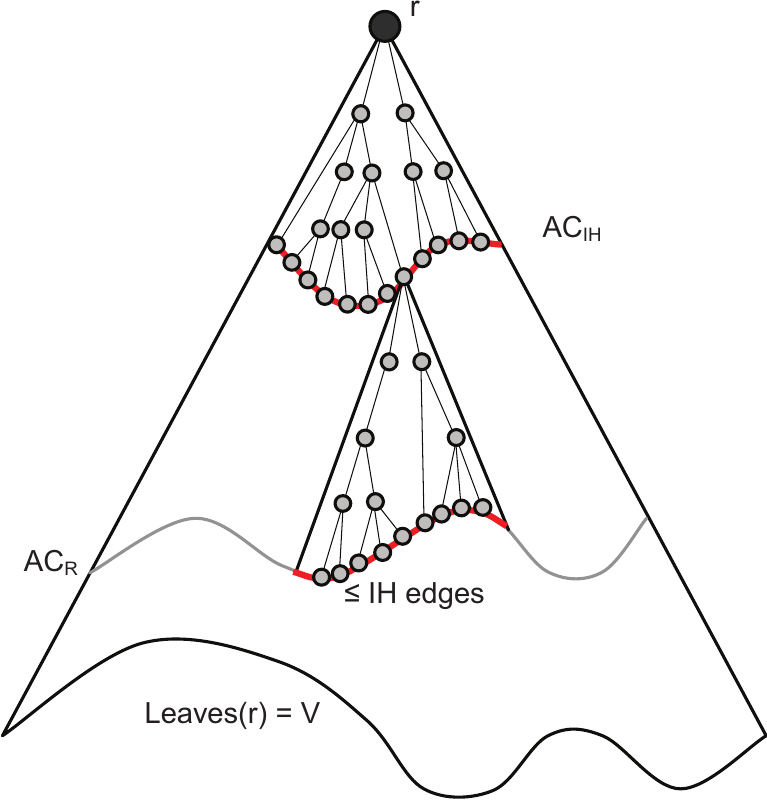 r
AC_IH
AC_R
≤ IH edges
Leaves(r) = V